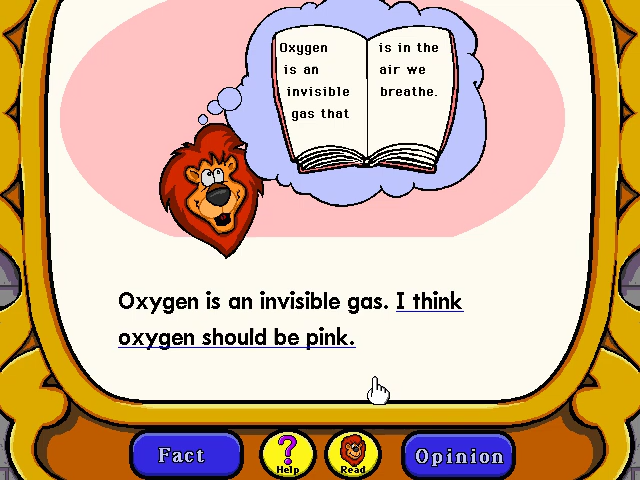 Oxygen
is an
invisible
gas that
is in the
air we
breathe.
Oxygen is an invisible gas. I think
oxygen should be pink.
Fact
Help
Read
Opinion